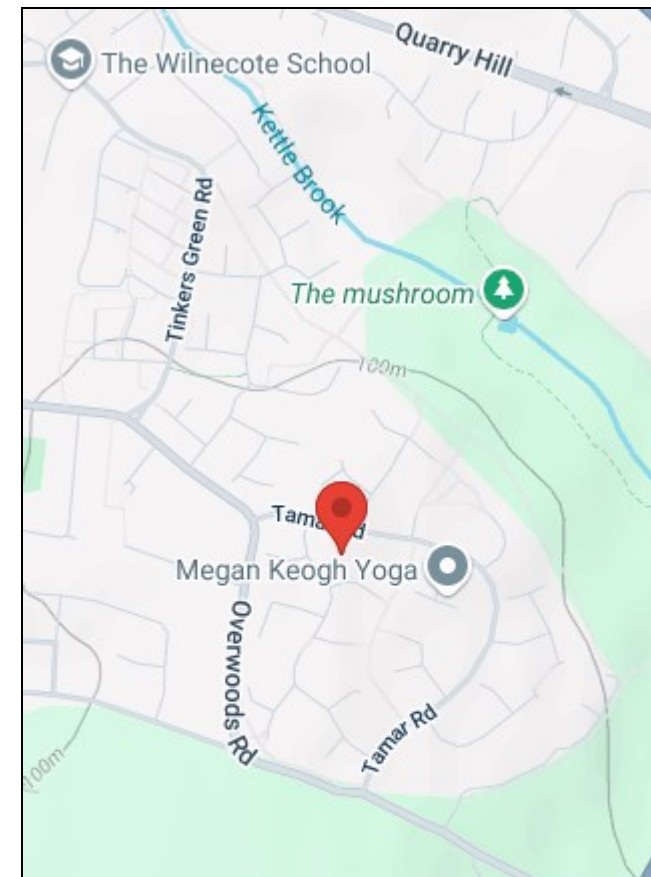 Quarry Hill
The Wilnecote School
Kettle Brook
Tinkers Green Rd
The mushroom
100m
Tama
d
Megan Keogh Yoga
Overwoods Rd
Tamar Rd
100m